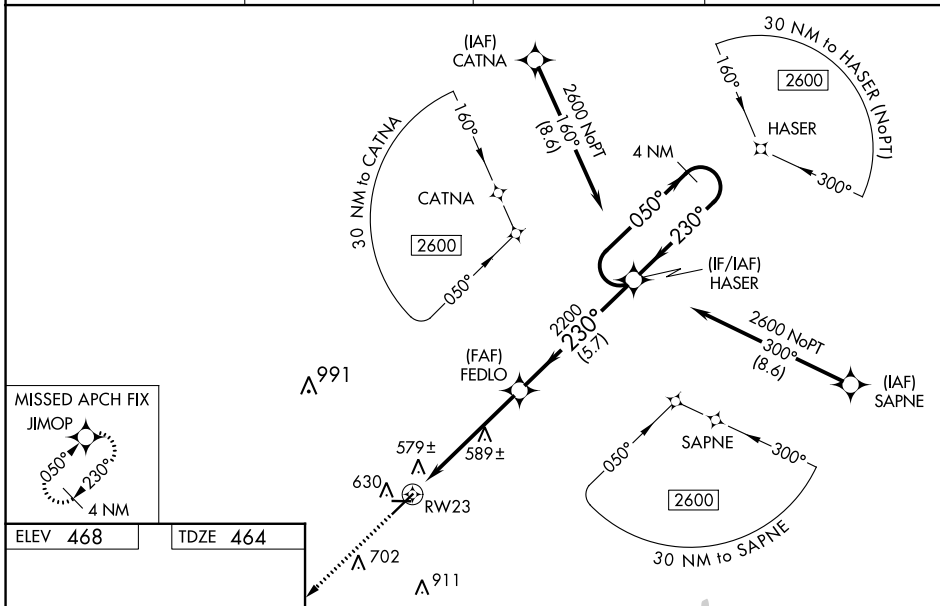 (IAF)
CATNA
2600 NoPT
160°
(8.6)
30 NM to HASER (NoPT)
160°
2600
HASER
300°
30 NM to CATNA
160°
CATNA
2600
050°
4 NM
050°
230°
(IF/IAF)
HASER
2200
230°
(5.7)
(FAF)
FEDLO
2600 NoPT
300°
(8.6)
(IAF)
SAPNE
991
579±
589±
630
RW23
702
911
050°
SAPNE
300°
2600
30 NM to SAPNE
MISSED APCH FIX
JIMOP
050°
230°
4 NM
ELEV 468
TDZE 464